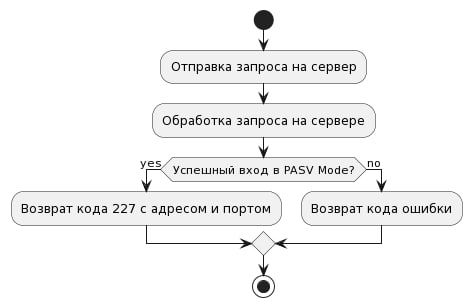 Отправка запроса на сервер
Обработка запроса на сервере
yes
Успешный вход в PASV Mode?
no
Возврат кода 227 с адресом и портом
Возврат кода ошибки